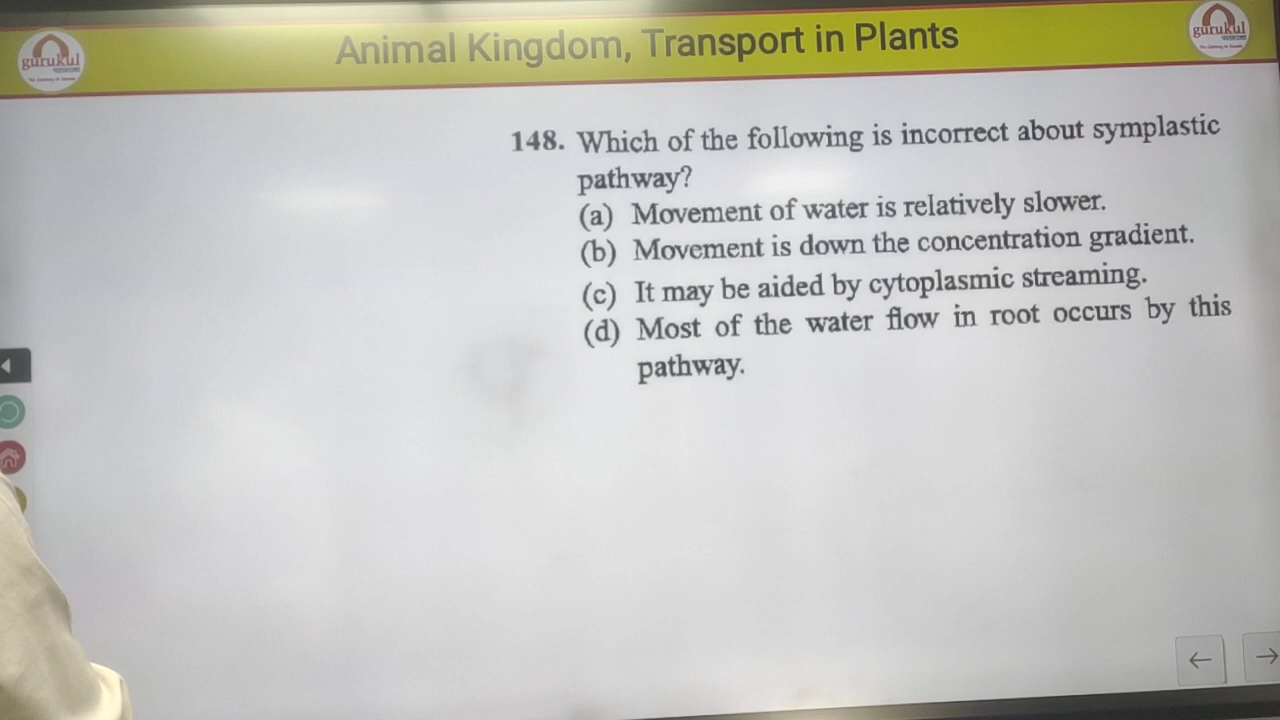 gurukul
Animal Kingdom, Transport in Plants
gurukul
148. Which of the following is incorrect about symplastic
pathway?
(a) Movement of water is relatively slower.
(b) Movement is down the concentration gradient.
(c) It may be aided by cytoplasmic streaming.
(d) Most of the water flow in root occurs by this
pathway.